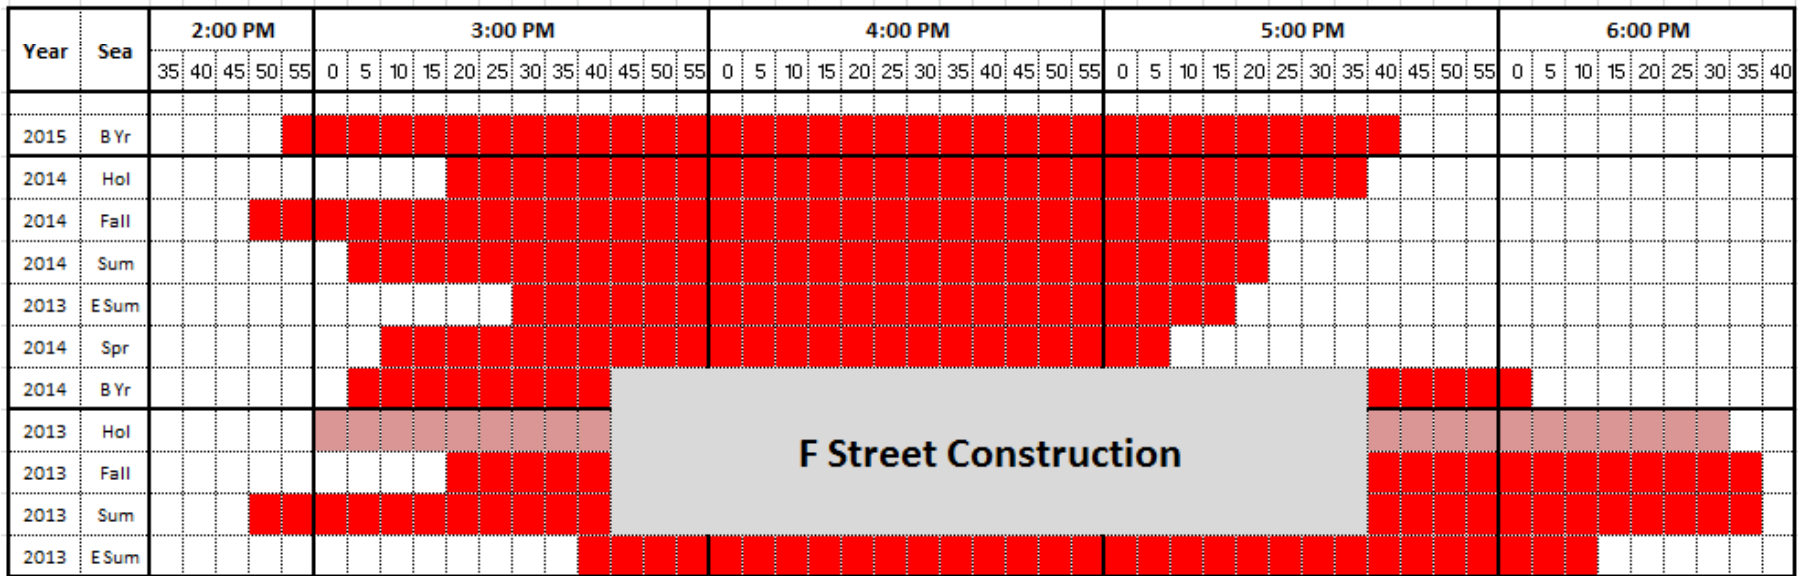 2:00 PM 3:00 PM 4:00 PM 5:00 PM 6:00 PM
Year Sea
35 40 45 50 55 0 5 10 15 20 25 30 35 40 45 50 55 0 5 10 15 20 25 30 35 40 45 50 55 0 5 10 15 20 25 30 35 40 45 50 55 0 5 10 15 20 25 30 35 40
2015 B Yr
2014 Hol
2014 Fall
2014 Sum
2013 E Sum
2014 Spr
2014 B Yr
2013 Hol
F Street Construction
2013 Fall
2013 Sum
2013 E Sum